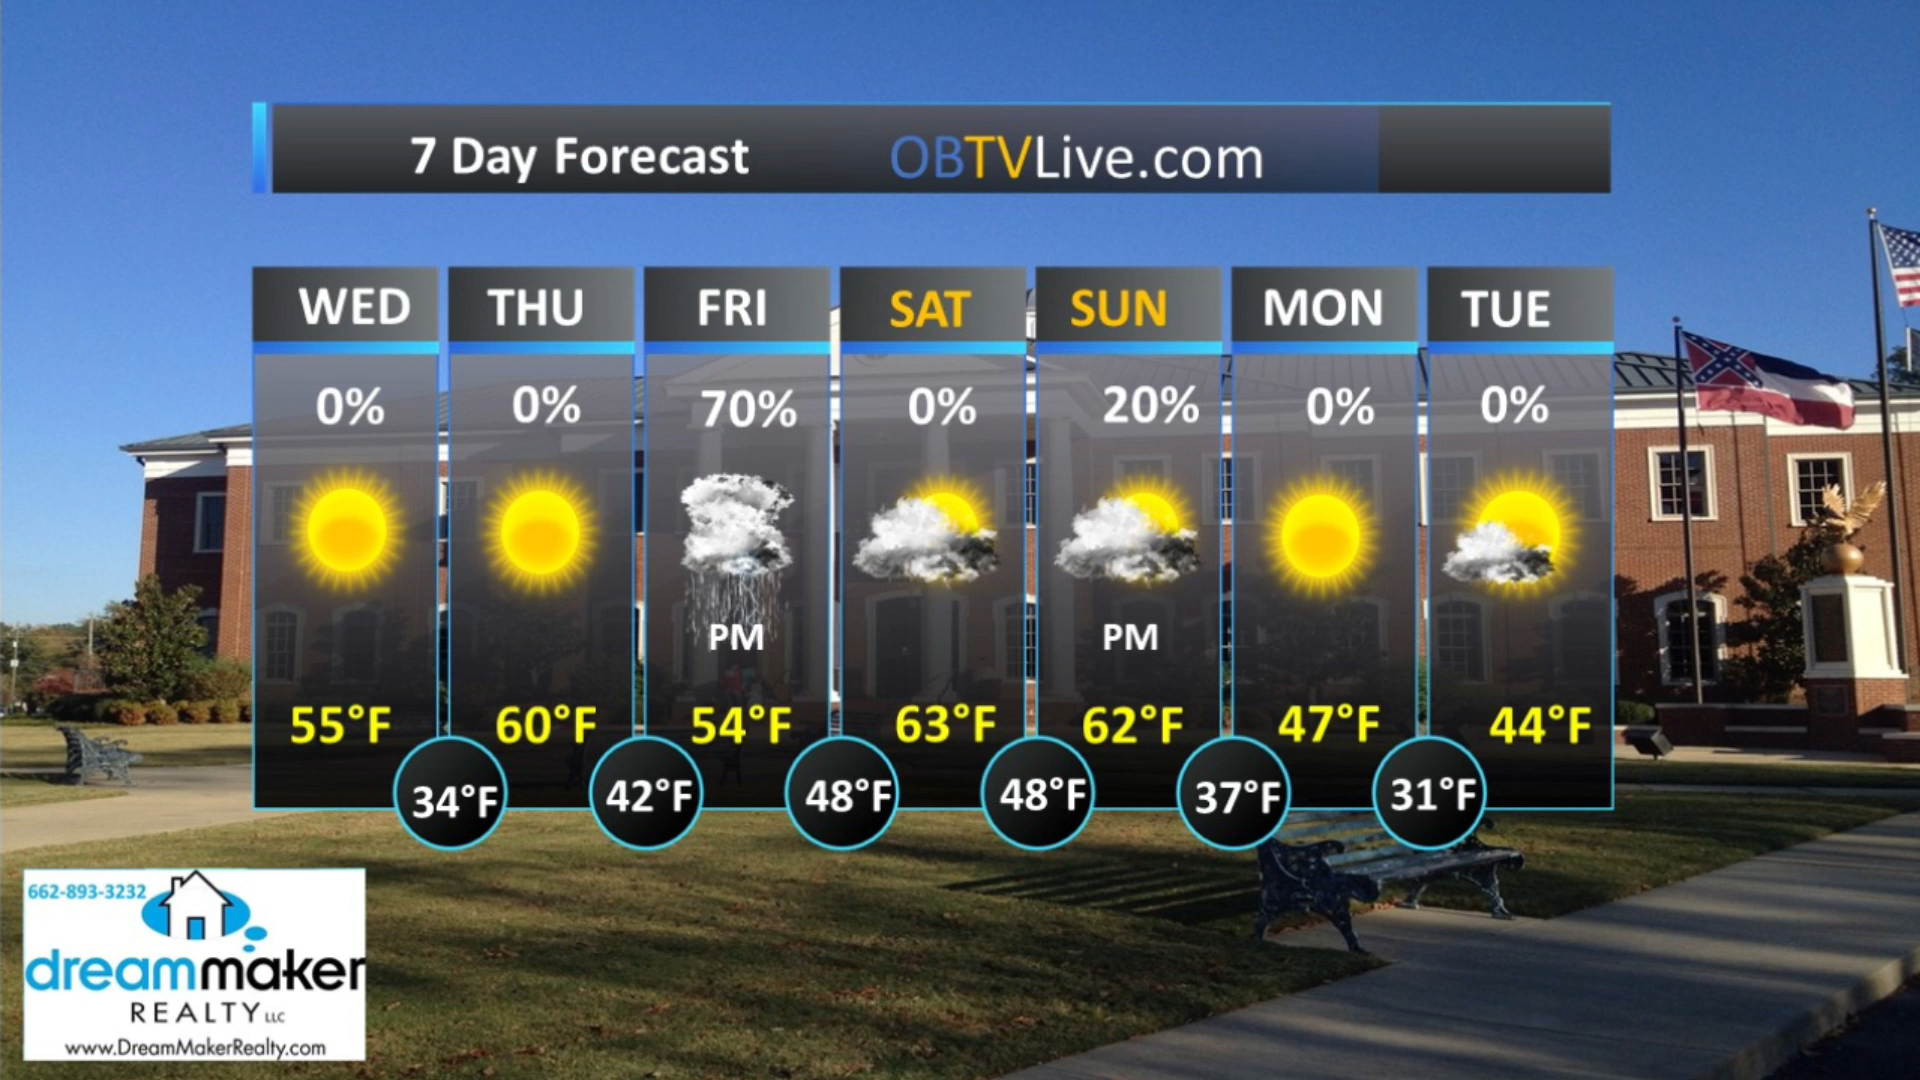 7 Day Forecast OBTVLive.com
WED THU FRI SAT SUN MON TUE
0% 0% 70% 0% 20% 0% 0%
PM PM
55°F 60°F 54°F 63°F 62°F 47°F 44°F
34°F 42°F 48°F 48°F 37°F 31°F
662-893-3232
dreammaker
REALTY LLC
www.DreamMakerRealty.com